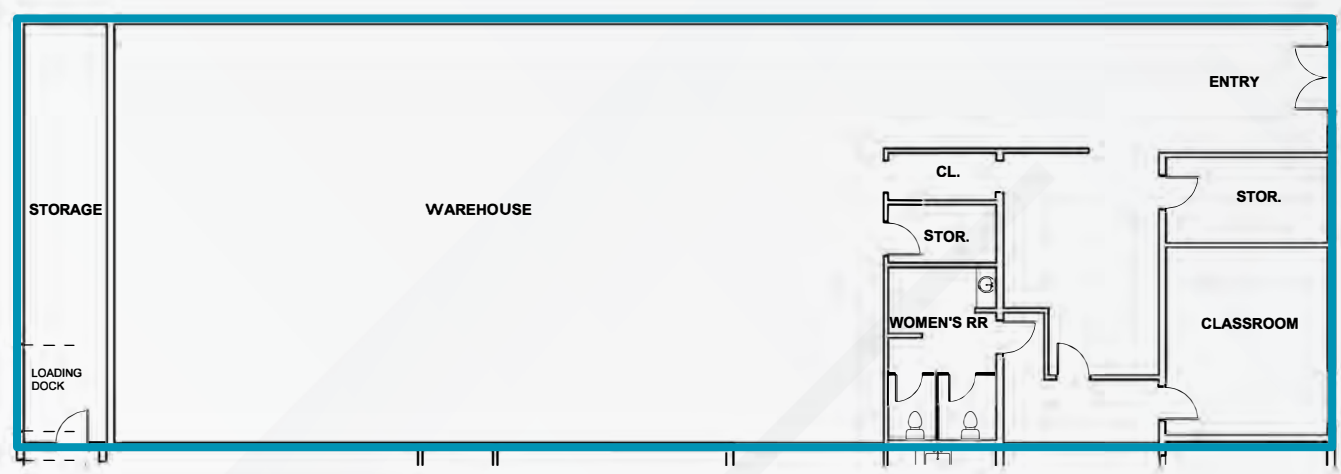 ENTRY
CL.
STORAGE
WAREHOUSE
STOR.
STOR.
WOMEN'S RR
CLASSROOM
LOADING
DOCK